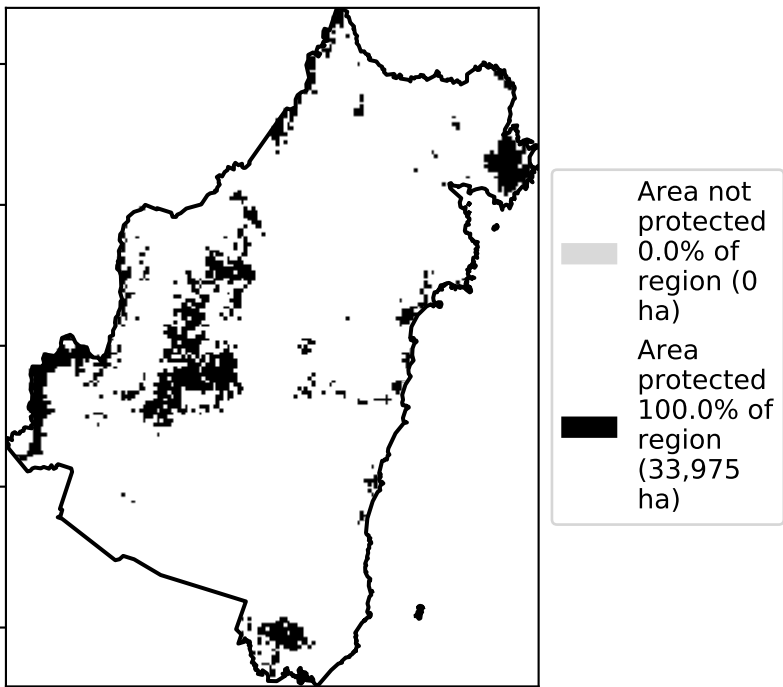 Area not
protected
0.0% of
region (0
ha)
Area
protected
100.0% of
region
(33,975
ha)